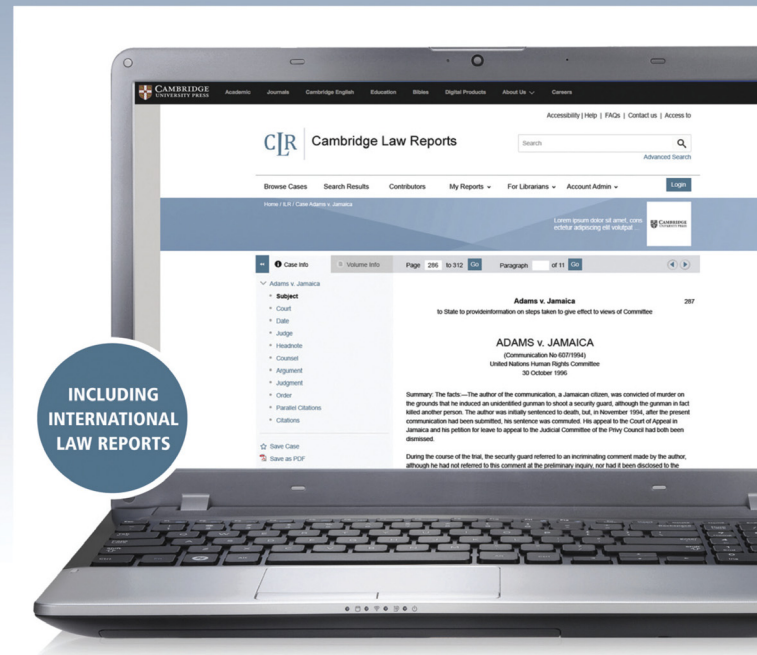 CAMBRIDGE
UNIVERSITY PRESS
Academic Journals Cambridge English Education Bibles Digital Products About Us Careers
Accessibility | Help | FAQs | Contact us | Access to
CLR Cambridge Law Reports
Search
Advanced Search
Browse Cases Search Results Contributors My Reports For Librarians Account Admin Login
Home / ILR / Case Adams v. Jamaica
Lorem ipsum dolor sit amet, cons
ectetur adipiscing elit volutpat ...
CAMBRIDGE
UNIVERSITY PRESS
Case Info Volume Info Page 286 to 312 Go Paragraph of 11 Go
Adams v. Jamaica
Subject
Court
Date
Judge
Headnote
Counsel
Argument
Judgment
Order
Parallel Citations
Citations
Save Case
Save as PDF
Adams v. Jamaica 287
to State to provideinformation on steps taken to give effect to views of Committee
ADAMS v. JAMAICA
(Communication No 607/1994)
United Nations Human Rights Committee
30 October 1996
Summary: The facts:—The author of the communication, a Jamaican citizen, was convicted of murder on
the grounds that he induced an unidentified gunman to shoot a security guard, although the gunman in fact
killed another person. The author was initially sentenced to death, but, in November 1994, after the present
communication had been submitted, his sentence was commuted. His appeal to the Court of Appeal in
Jamaica and his petition for leave to appeal to the Judicial Committee of the Privy Council had both been
dismissed.
During the course of the trial, the security guard referred to an incriminating comment made by the author,
although he had not referred to this comment at the preliminary inquiry, nor had it been disclosed to the
INCLUDING
INTERNATIONAL
LAW REPORTS